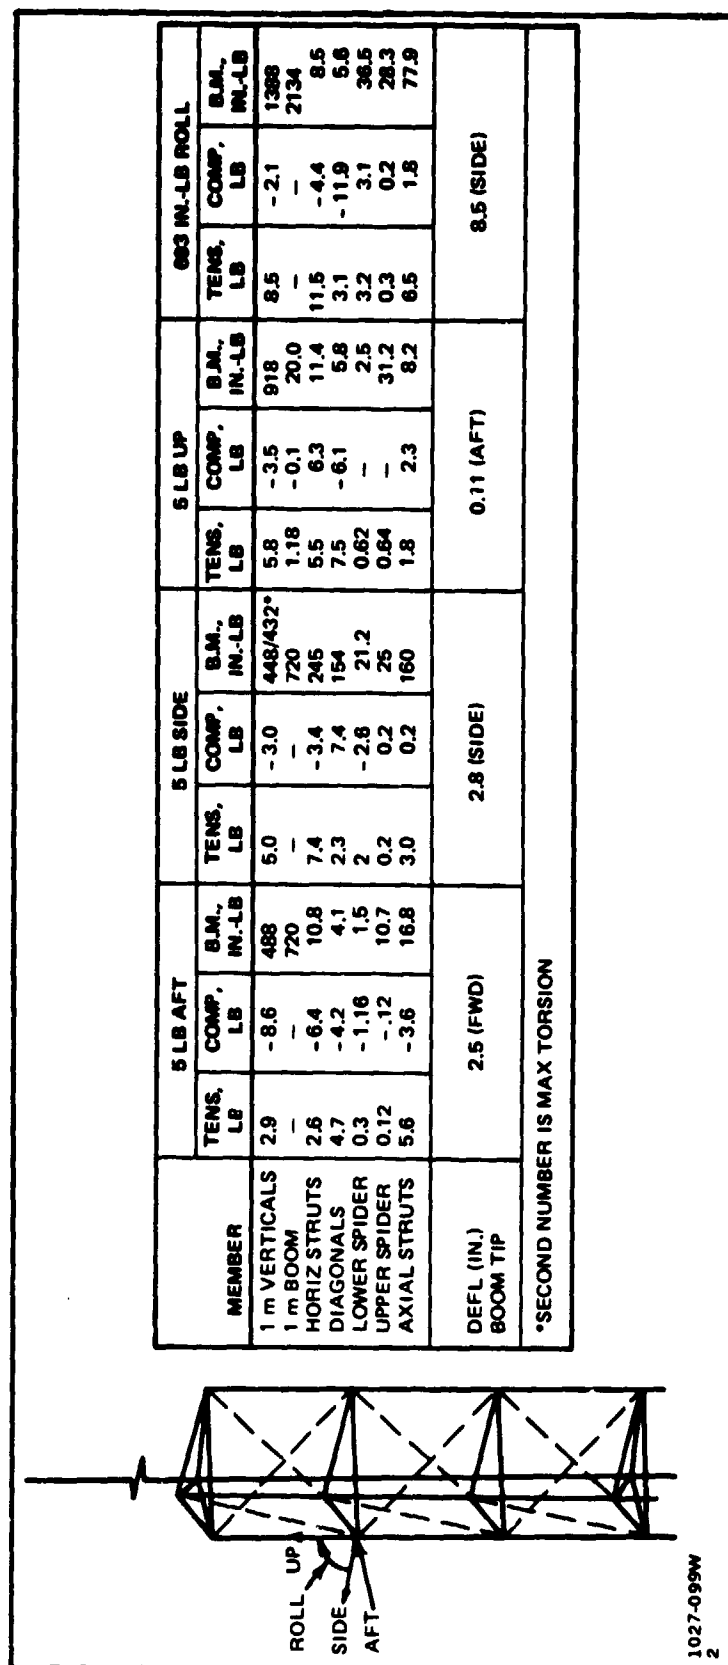 MEMBER | 5 LB AFT | 5 LB SIDE | 5 LB UP | 693 IN.-LB ROLL
TENS, LB | COMP, LB | B.M., IN.-LB | TENS, LB | COMP, LB | B.M., IN.-LB | TENS, LB | COMP, LB | B.M., IN.-LB | TENS, LB | COMP, LB | B.M., IN.-LB
1 m VERTICALS | 2.9 | -8.6 | 488 | 5.0 | -3.0 | 448/432* | 5.8 | -3.5 | 918 | 8.5 | -2.1 | 1388
1 m BOOM | – | – | 720 | – | – | 720 | 1.18 | -0.1 | 20.0 | – | – | 2134
HORIZ STRUTS | 2.6 | -6.4 | 10.8 | 7.4 | -3.4 | 245 | 5.5 | 6.3 | 11.4 | 11.5 | -4.4 | 8.5
DIAGONALS | 4.7 | -4.2 | 4.1 | 2.3 | 7.4 | 154 | 7.5 | -6.1 | 5.8 | 3.1 | -11.9 | 5.6
LOWER SPIDER | 0.3 | -1.16 | 1.5 | 2 | -2.6 | 21.2 | 0.62 | – | 2.5 | 3.2 | 3.1 | 36.5
UPPER SPIDER | 0.12 | -.12 | 10.7 | 0.2 | 0.2 | 25 | 0.64 | – | 31.2 | 0.3 | 0.2 | 28.3
AXIAL STRUTS | 5.6 | -3.6 | 16.8 | 3.0 | 0.2 | 160 | 1.8 | 2.3 | 8.2 | 6.5 | 1.8 | 77.9
DEFL (IN.) BOOM TIP | 2.5 (FWD) | 2.8 (SIDE) | 0.11 (AFT) | 8.5 (SIDE)
*SECOND NUMBER IS MAX TORSION
ROLL
UP
SIDE
AFT
1027-099W
2